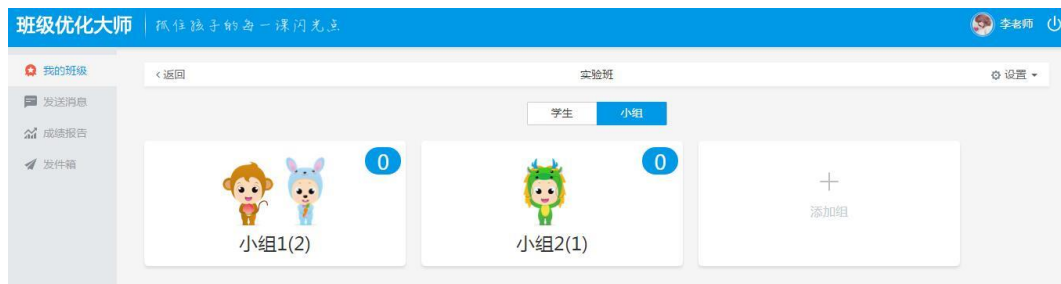 班级优化大师 抓住孩子的每一课闪光点 李老师
我的班级
发送消息
成绩报告
发件箱
<返回 实验班 设置
学生 小组
0 0
小组1(2) 小组2(1) 添加组